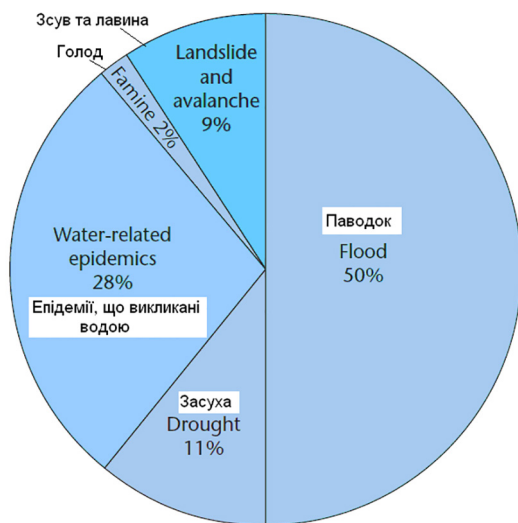 Зсув та лавина
Голод
Landslide
and
avalanche
9%
Famine 2%
Паводок
Flood
50%
Water-related
epidemics
28%
Епідемії, що викликані
водою
Засуха
Drought
11%